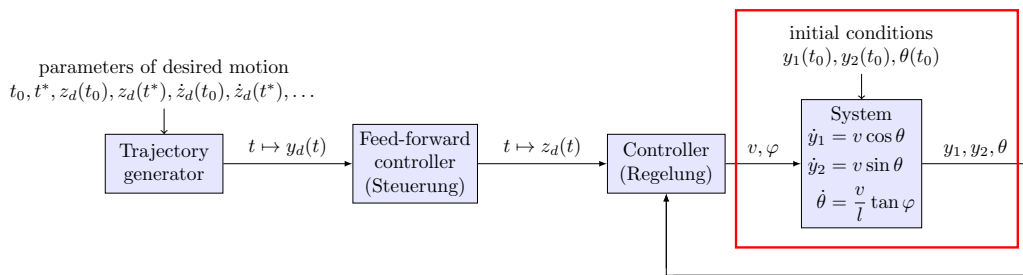 initial conditions
y₁(t₀), y₂(t₀), θ(t₀)
parameters of desired motion
t₀, t*, z_d(t₀), z_d(t*), ż_d(t₀), ż_d(t*), …
Trajectory
generator
t ↦ y_d(t)
Feed-forward
controller
(Steuerung)
t ↦ z_d(t)
Controller
(Regelung)
v, φ
System
ẏ₁ = v cos θ
ẏ₂ = v sin θ
θ̇ = v/l tan φ
y₁, y₂, θ